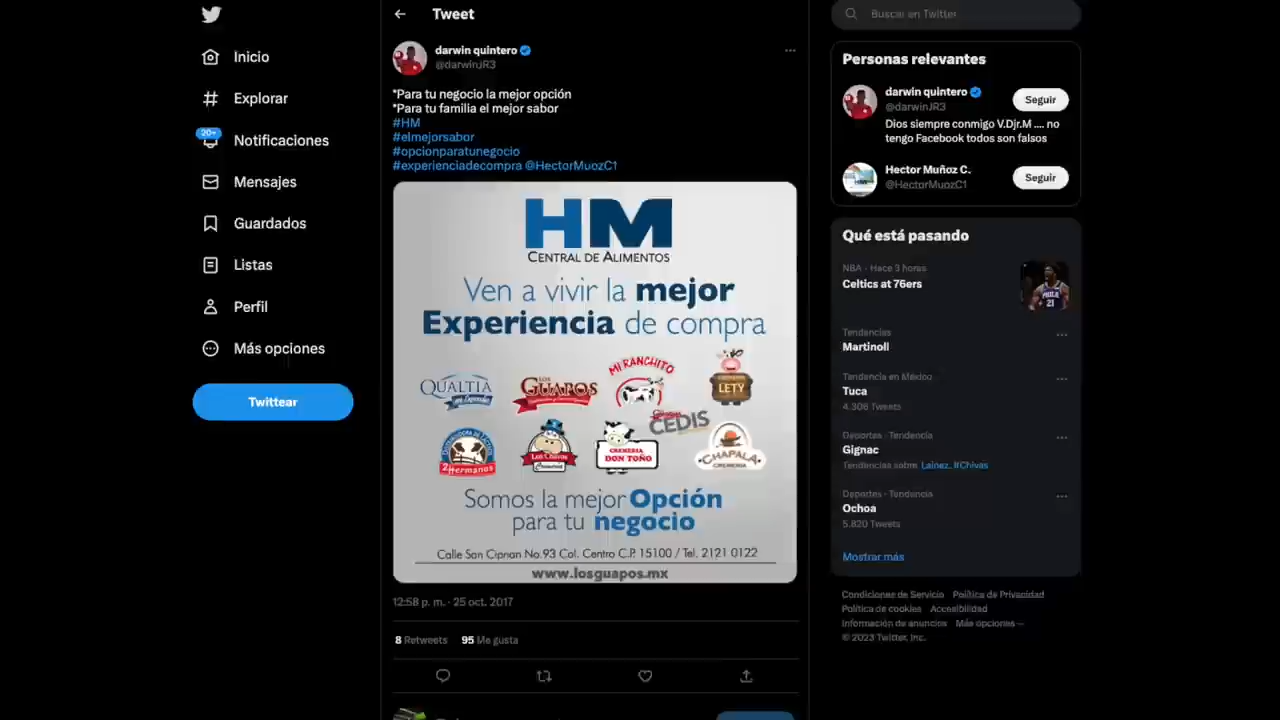 Tweet
Buscar en Twitter
Inicio
Explorar
20+
Notificaciones
Mensajes
Guardados
Listas
Perfil
Más opciones
Twittear
darwin quintero
@darwinJR3
*Para tu negocio la mejor opción
*Para tu familia el mejor sabor
#HM
#elmejorsabor
#opcionparatunegocio
#experienciadecompra @HectorMuozC1
HM
CENTRAL DE ALIMENTOS
Ven a vivir la mejor
Experiencia de compra
QUALTIA
LOS GUAPOS
MI RANCHITO
LETY
CEDIS
2 Hermanos
Los Chivos
CREMERIA
DON TOÑO
CHAPALA
CREMERIA
Somos la mejor Opción
para tu negocio
Calle San Ciprian No.93 Col. Centro C.P. 15100 / Tel. 2121 0122
www.losguapos.mx
12:58 p. m. · 25 oct. 2017
8 Retweets 95 Me gusta
Personas relevantes
darwin quintero
@darwinJR3
Seguir
Dios siempre conmigo V.Djr.M .... no
tengo Facebook todos son falsos
Hector Muñoz C.
@HectorMuozC1
Seguir
Qué está pasando
NBA · Hace 3 horas
Celtics at 76ers
Tendencias
Martinoli
Tendencia en México
Tuca
4.306 Tweets
Deportes · Tendencia
Gignac
Tendencias sobre Lainez, #Chivas
Deportes · Tendencia
Ochoa
5.820 Tweets
Mostrar más
Condiciones de Servicio Política de Privacidad
Política de cookies Accesibilidad
Información de anuncios Más opciones ···
© 2023 Twitter, Inc.